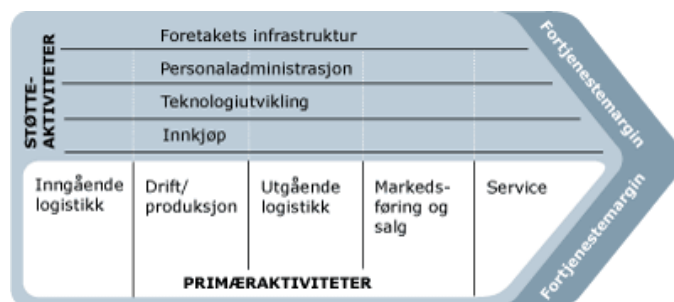 STØTTE-
AKTIVITETER
Foretakets infrastruktur
Personaladministrasjon
Teknologiutvikling
Innkjøp
Fortjenestemargin
Inngående
logistikk
Drift/
produksjon
Utgående
logistikk
Markeds-
føring og
salg
Service
Fortjenestemargin
PRIMÆRAKTIVITETER